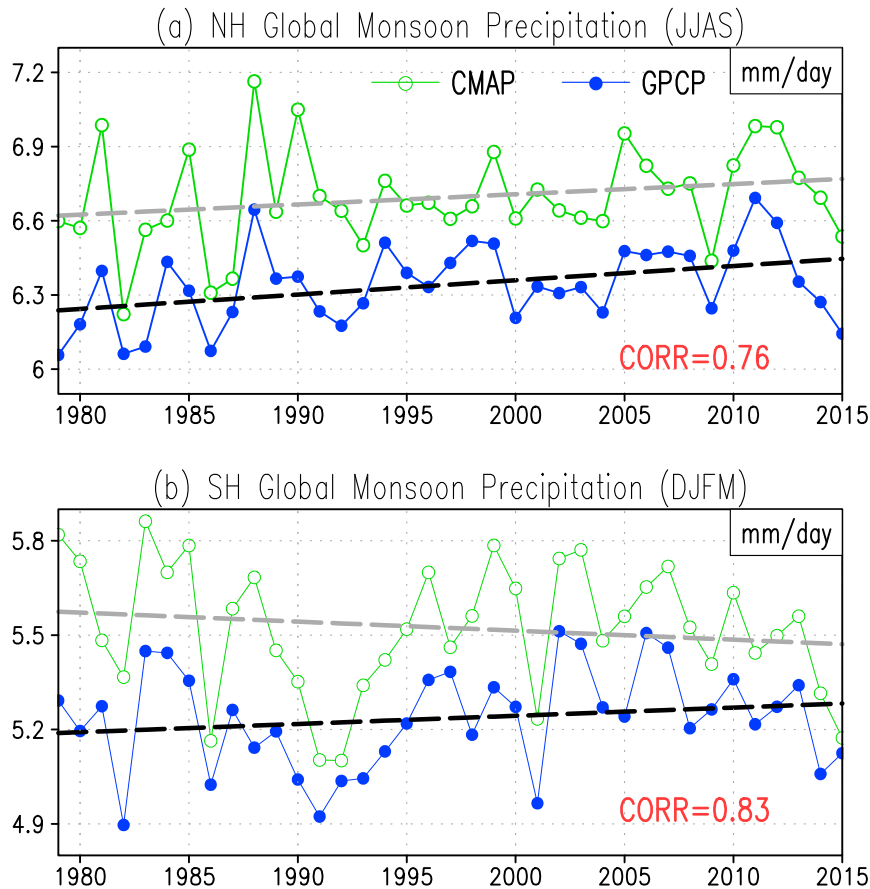 (a) NH Global Monsoon Precipitation (JJAS)
7.2
mm/day
CMAP GPCP
6.9
6.6
6.3
CORR=0.76
6
1980 1985 1990 1995 2000 2005 2010 2015
(b) SH Global Monsoon Precipitation (DJFM)
5.8
mm/day
5.5
5.2
CORR=0.83
4.9
1980 1985 1990 1995 2000 2005 2010 2015